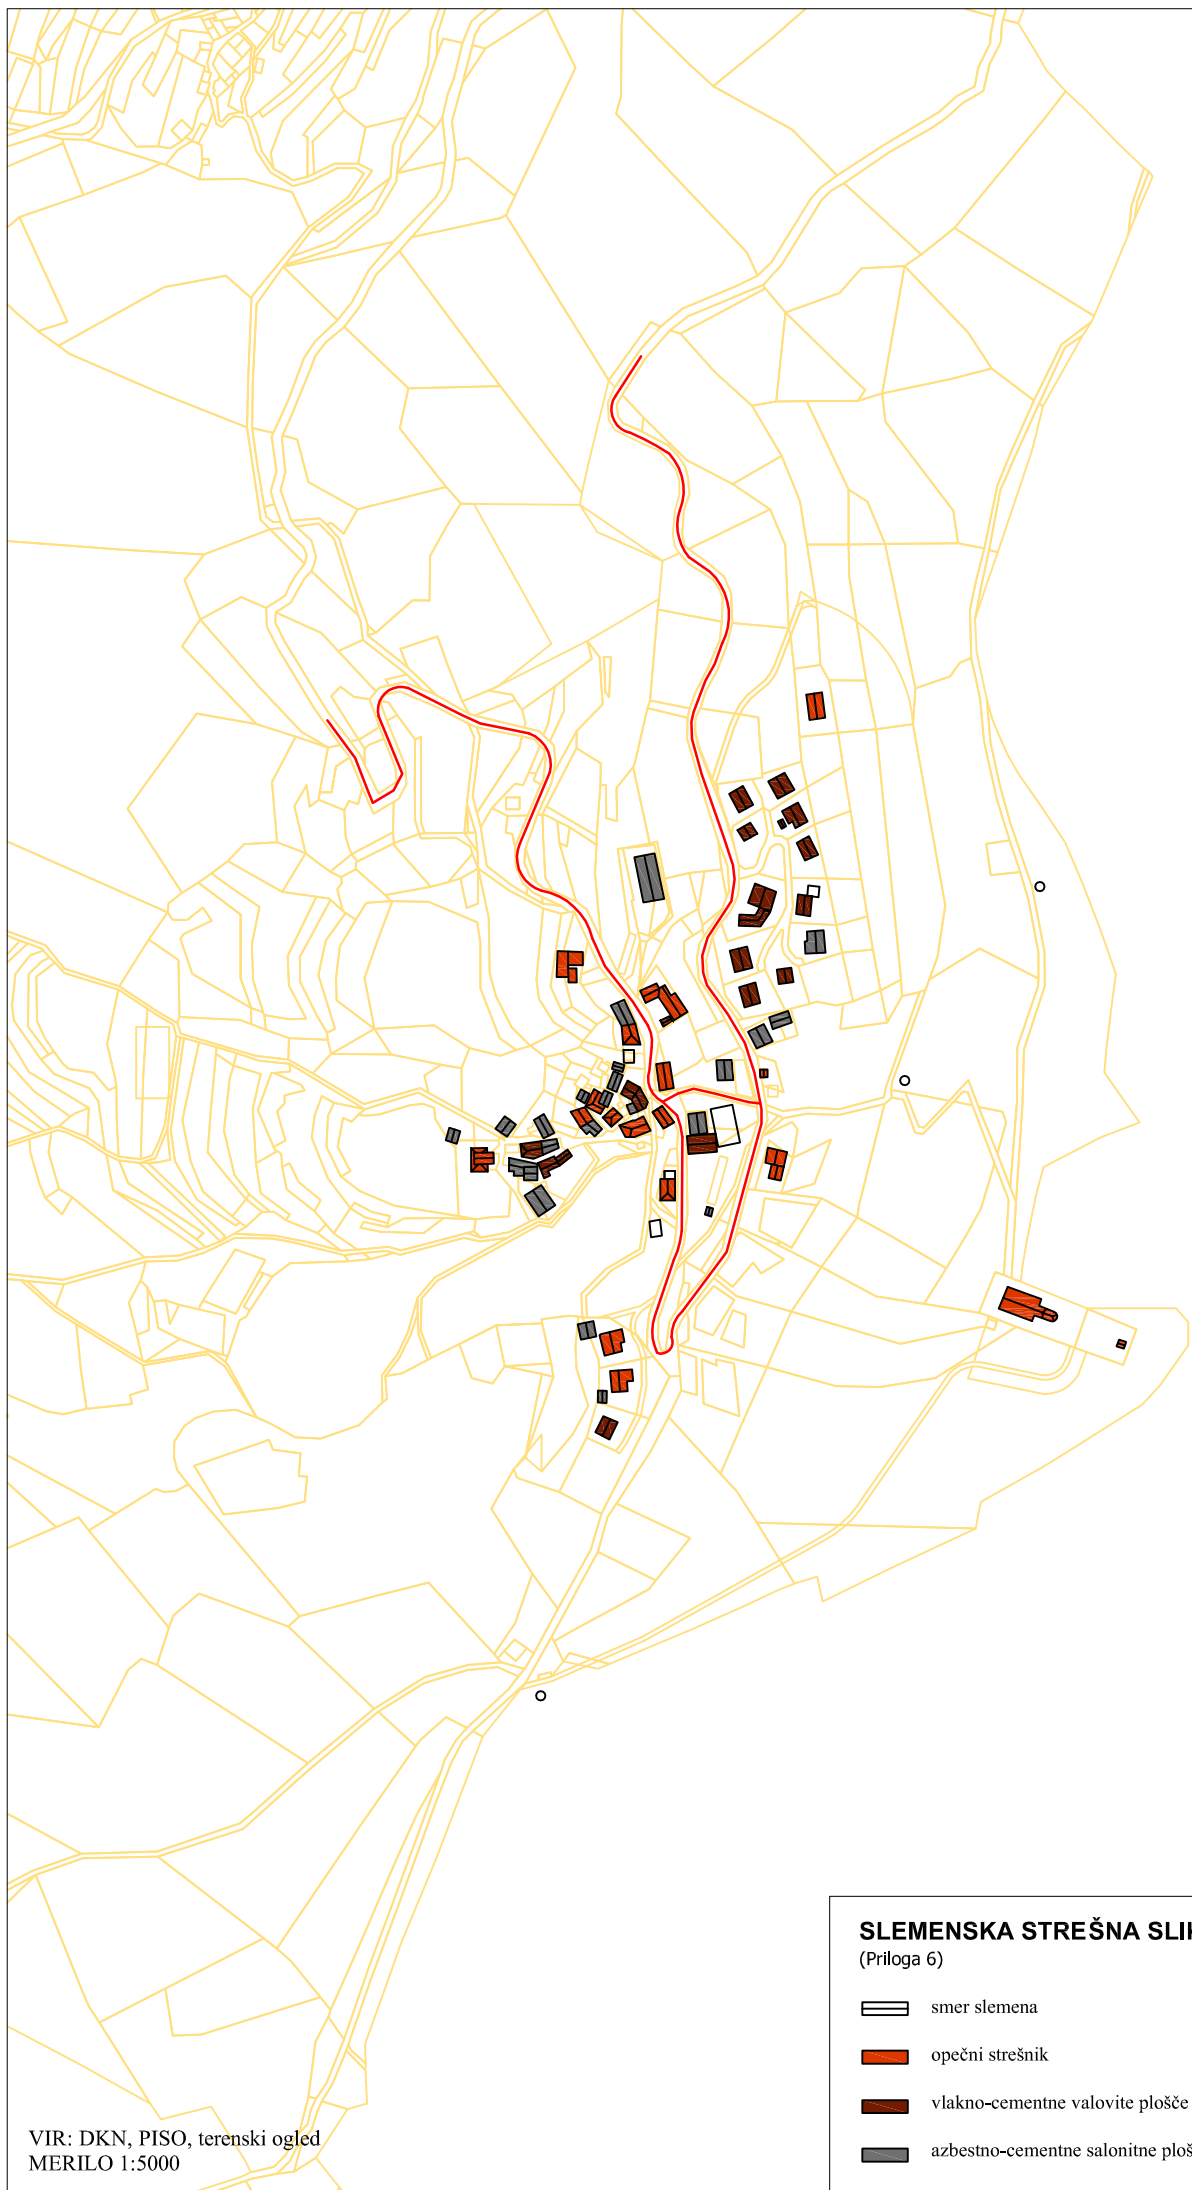 SLEMENSKA STREŠNA SLIK
(Priloga 6)
smer slemena
opečni strešnik
vlakno-cementne valovite plošče
azbestno-cementne salonitne ploš
VIR: DKN, PISO, terenski ogled
MERILO 1:5000